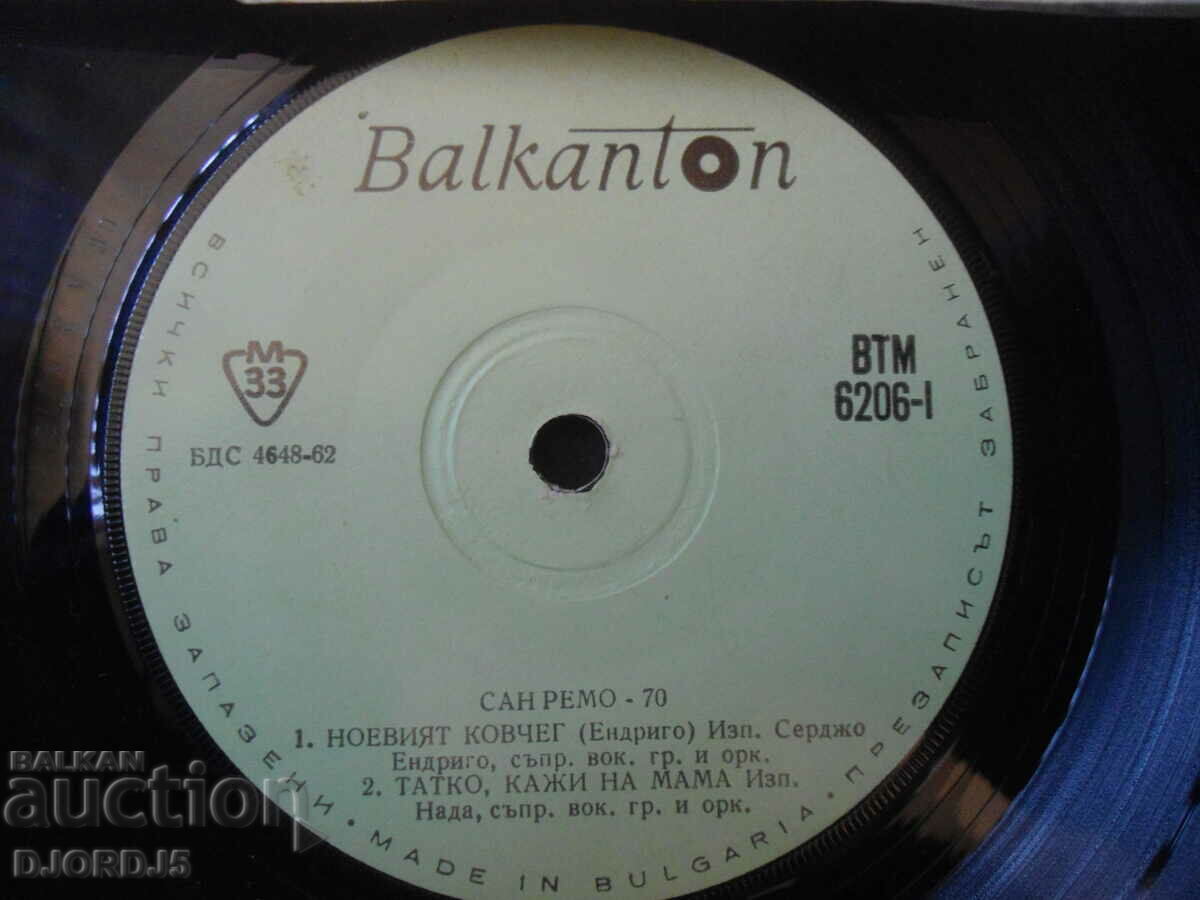 Balkanton
М
33
БДС 4648-62
ВТМ
6206-I
САН РЕМО - 70
1. НОЕВИЯТ КОВЧЕГ (Ендриго) Изп. Серджо
Ендриго, съпр. вок. гр. и орк.
2. ТАТКО, КАЖИ НА МАМА Изп.
Нада, съпр. вок. гр. и орк.
ВСИЧКИ ПРАВА ЗАПАЗЕНИ • MADE IN BULGARIA • ПРЕЗАПИСЪТ ЗАБРАНЕН
BALKAN
auction
DJORDJ5